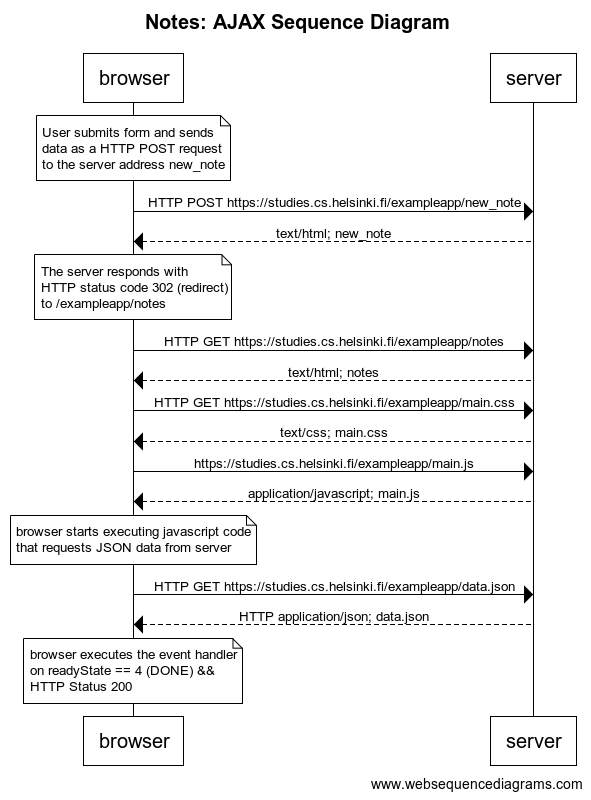 Notes: AJAX Sequence Diagram
browser
server
User submits form and sends
data as a HTTP POST request
to the server address new_note
HTTP POST https://studies.cs.helsinki.fi/exampleapp/new_note
text/html; new_note
The server responds with
HTTP status code 302 (redirect)
to /exampleapp/notes
HTTP GET https://studies.cs.helsinki.fi/exampleapp/notes
text/html; notes
HTTP GET https://studies.cs.helsinki.fi/exampleapp/main.css
text/css; main.css
https://studies.cs.helsinki.fi/exampleapp/main.js
application/javascript; main.js
browser starts executing javascript code
that requests JSON data from server
HTTP GET https://studies.cs.helsinki.fi/exampleapp/data.json
HTTP application/json; data.json
browser executes the event handler
on readyState == 4 (DONE) &&
HTTP Status 200
browser
server
www.websequencediagrams.com